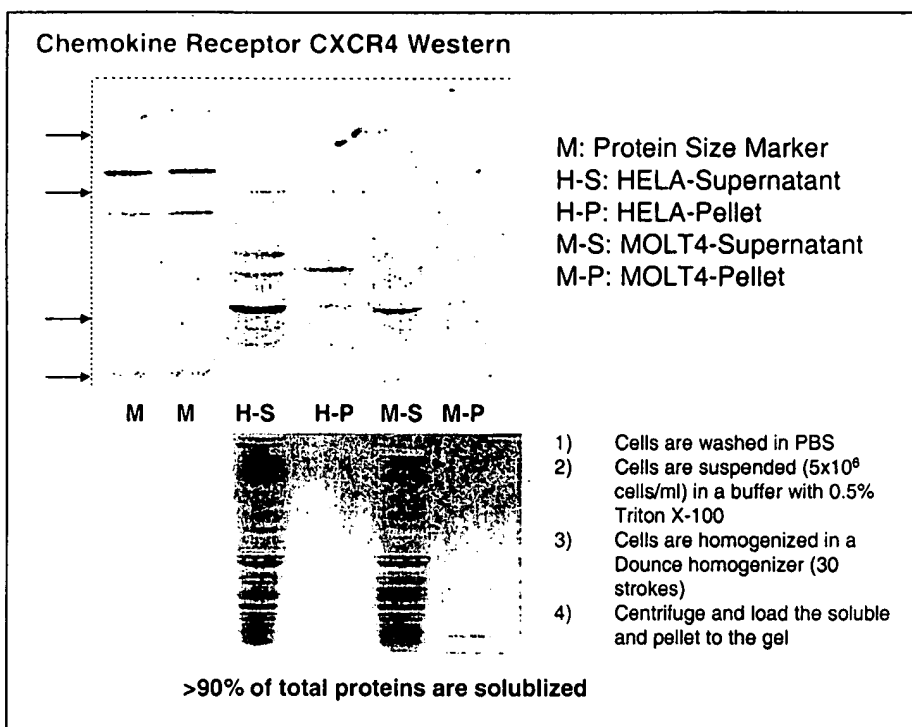 Chemokine Receptor CXCR4 Western
M: Protein Size Marker
H-S: HELA-Supernatant
H-P: HELA-Pellet
M-S: MOLT4-Supernatant
M-P: MOLT4-Pellet
M M H-S H-P M-S M-P
1) Cells are washed in PBS
2) Cells are suspended (5x10⁶
cells/ml) in a buffer with 0.5%
Triton X-100
3) Cells are homogenized in a
Dounce homogenizer (30
strokes)
4) Centrifuge and load the soluble
and pellet to the gel
>90% of total proteins are solublized